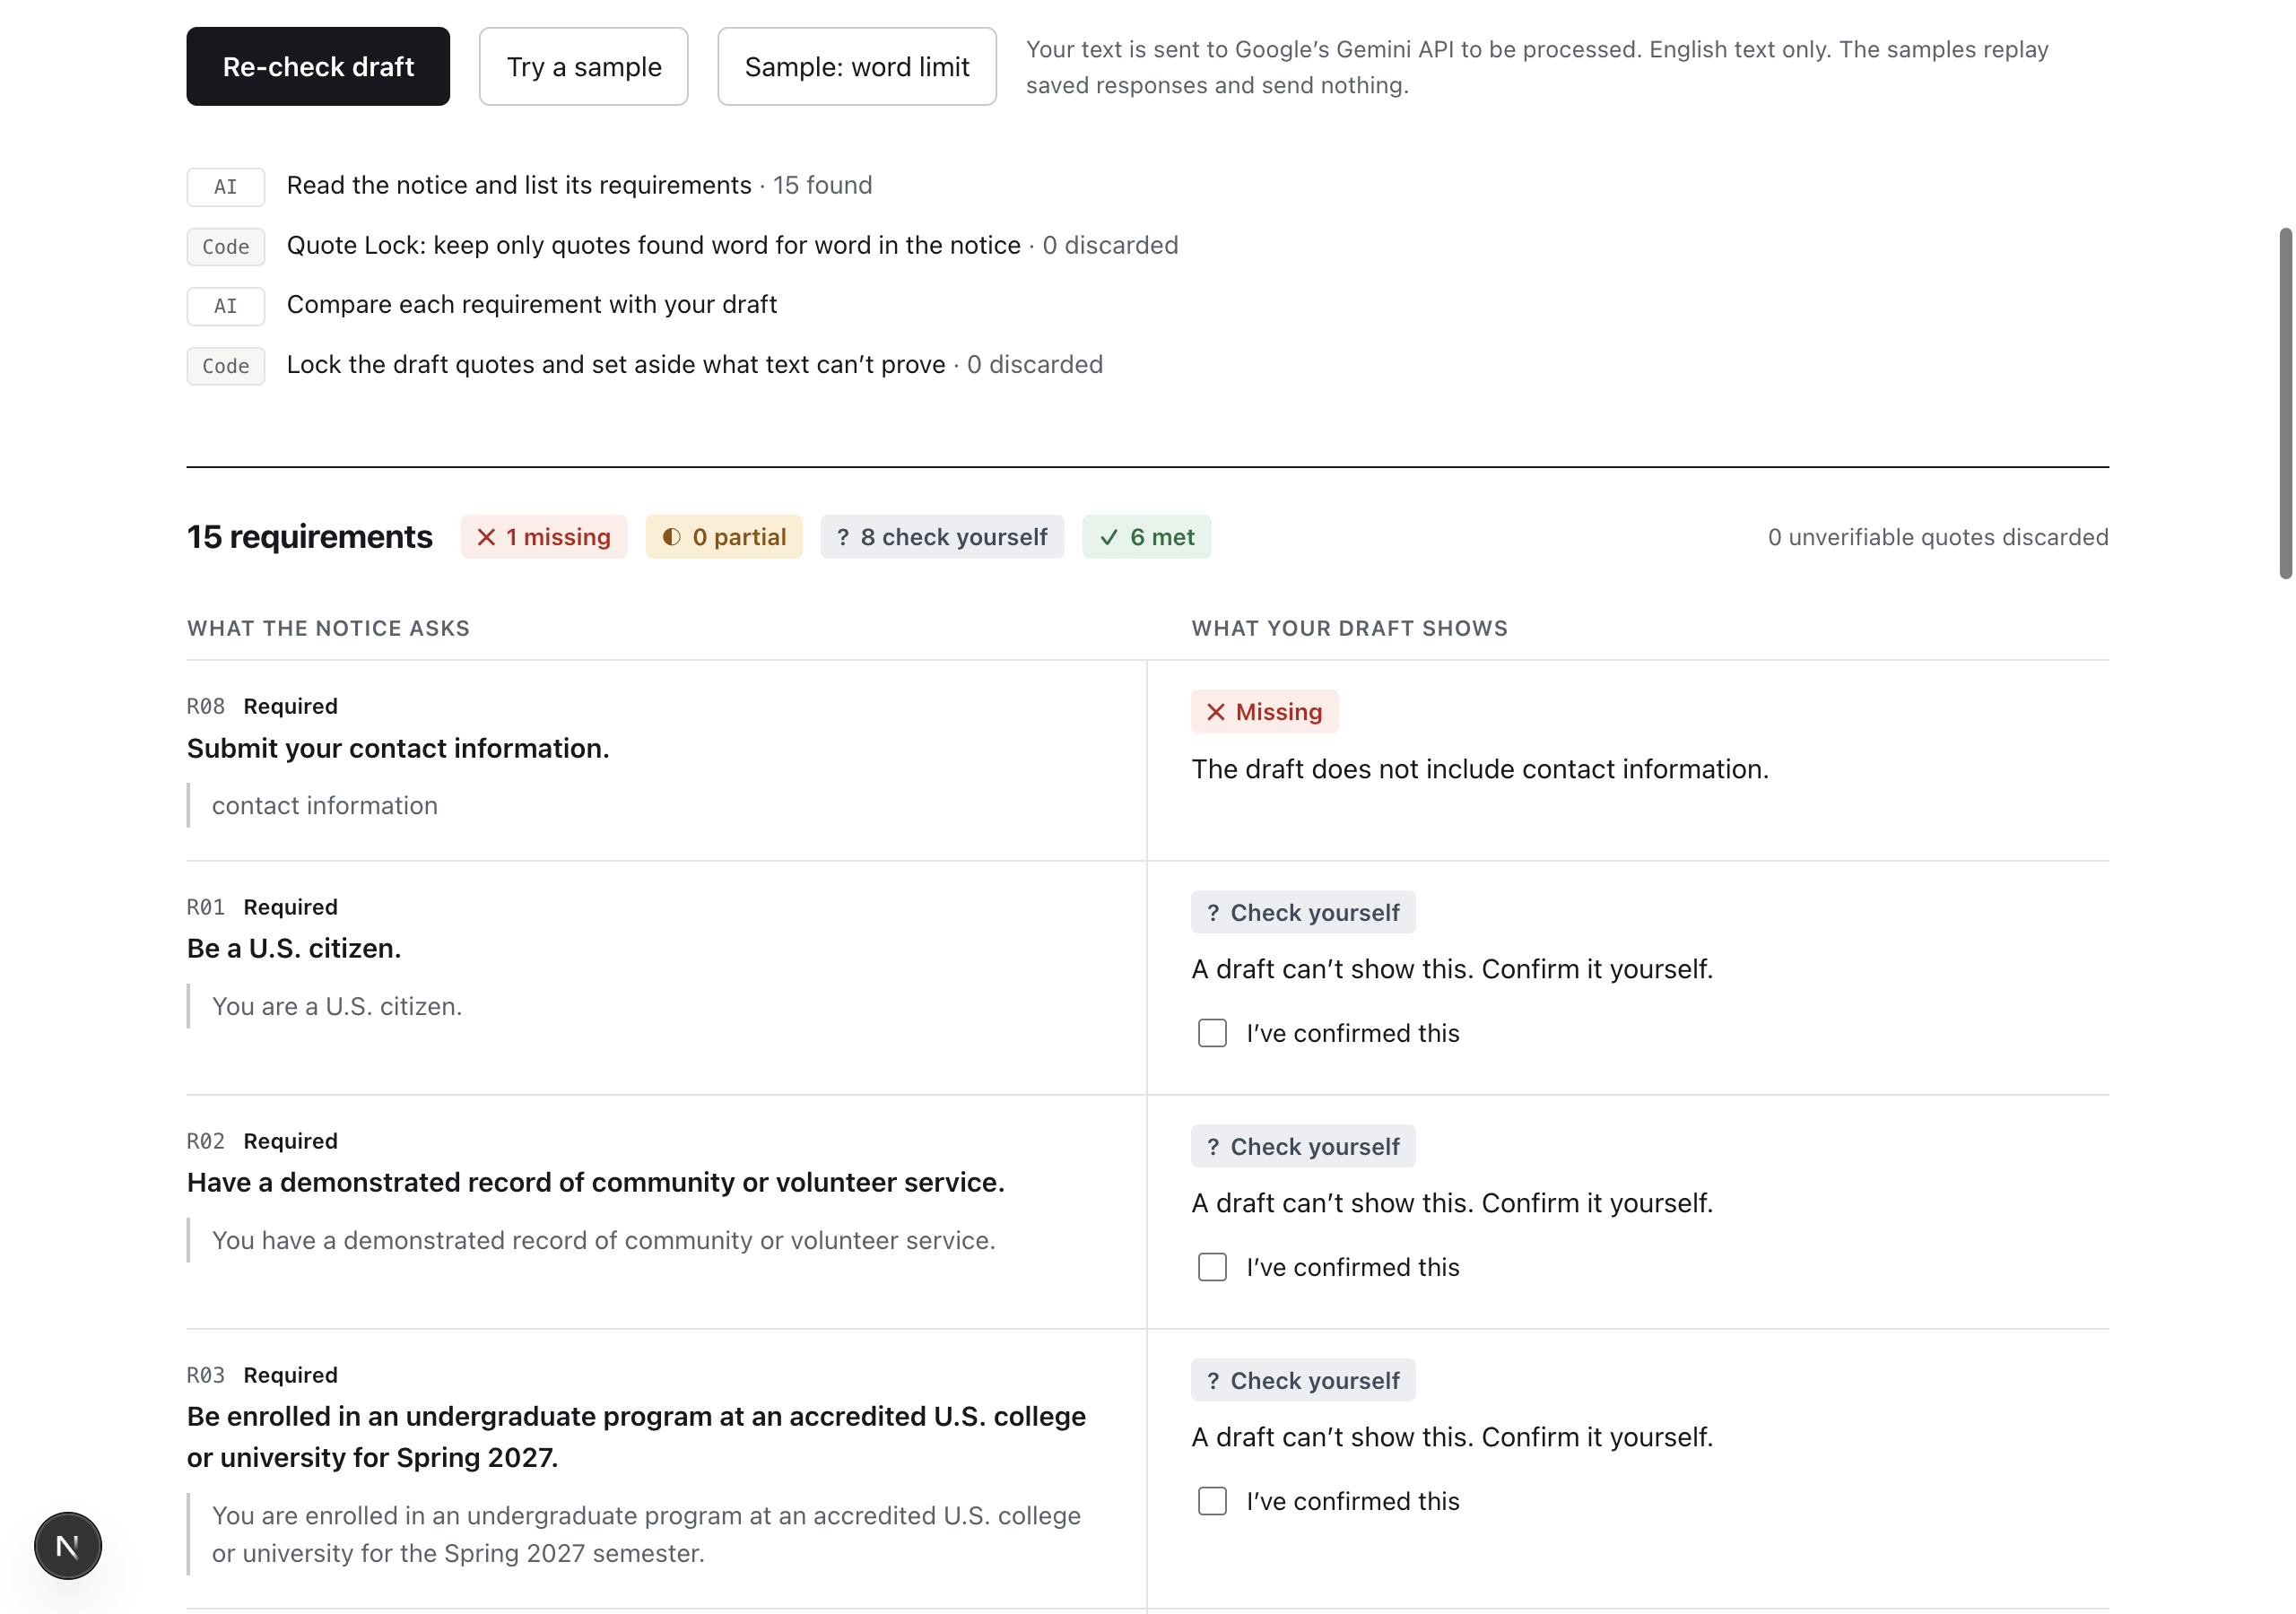 Re-check draft
Try a sample
Sample: word limit
Your text is sent to Google’s Gemini API to be processed. English text only. The samples replay
saved responses and send nothing.
AI Read the notice and list its requirements · 15 found
Code Quote Lock: keep only quotes found word for word in the notice · 0 discarded
AI Compare each requirement with your draft
Code Lock the draft quotes and set aside what text can’t prove · 0 discarded
15 requirements
✕ 1 missing
◐ 0 partial
? 8 check yourself
✓ 6 met
0 unverifiable quotes discarded
WHAT THE NOTICE ASKS
WHAT YOUR DRAFT SHOWS
R08 Required
Submit your contact information.
contact information
✕ Missing
The draft does not include contact information.
R01 Required
Be a U.S. citizen.
You are a U.S. citizen.
? Check yourself
A draft can’t show this. Confirm it yourself.
I’ve confirmed this
R02 Required
Have a demonstrated record of community or volunteer service.
You have a demonstrated record of community or volunteer service.
? Check yourself
A draft can’t show this. Confirm it yourself.
I’ve confirmed this
R03 Required
Be enrolled in an undergraduate program at an accredited U.S. college
or university for Spring 2027.
You are enrolled in an undergraduate program at an accredited U.S. college
or university for the Spring 2027 semester.
? Check yourself
A draft can’t show this. Confirm it yourself.
I’ve confirmed this
N